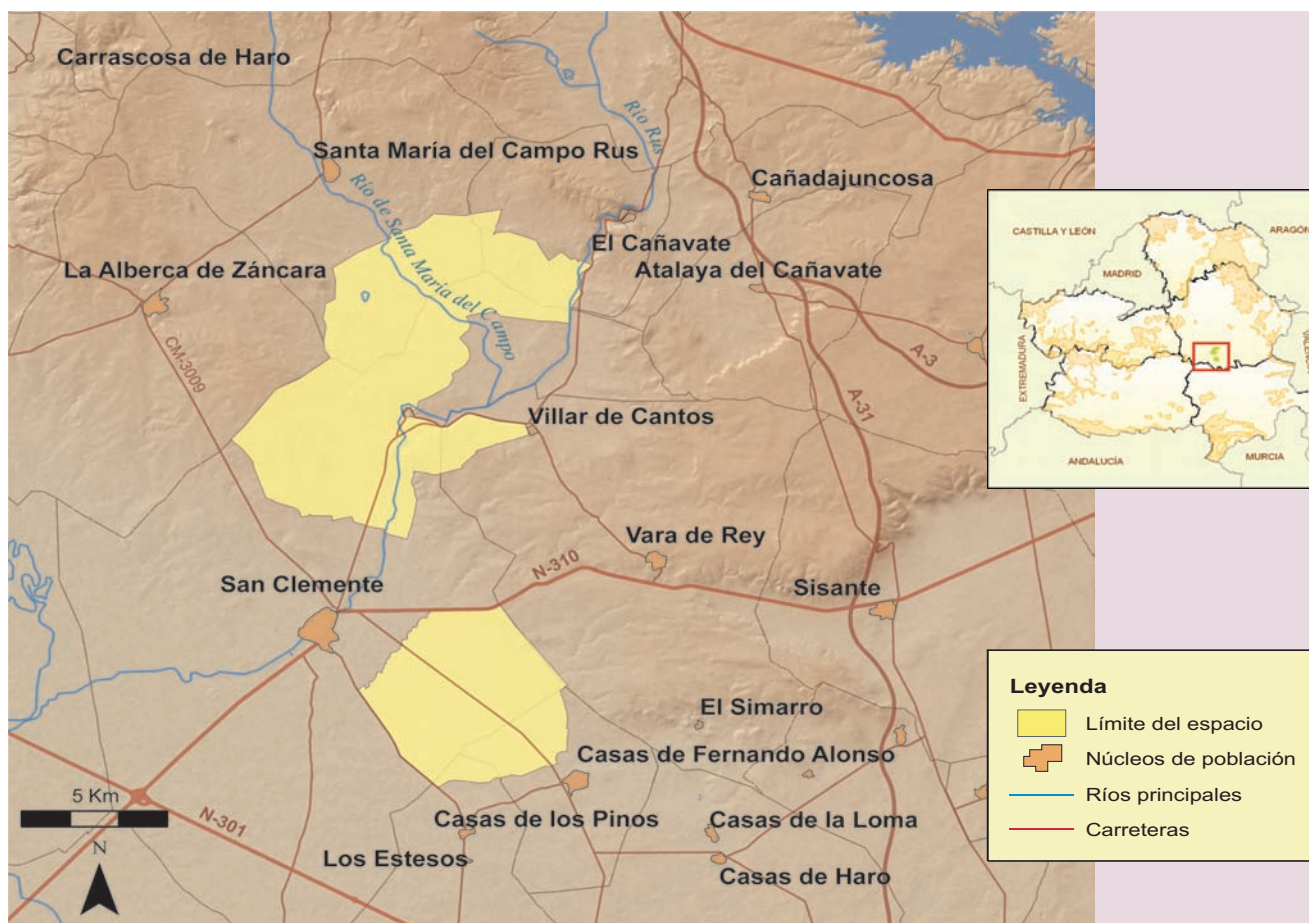 Carrascosa de Haro
Río Rus
Santa María del Campo Rus
Cañadajuncosa
Río de Santa María del Campo
El Cañavate
La Alberca de Záncara
Atalaya del Cañavate
CM-3009
A-3
A-31
Villar de Cantos
Vara de Rey
N-310
San Clemente
Sisante
El Simarro
Casas de Fernando Alonso
5 Km
N-301
Casas de los Pinos
Casas de la Loma
N
Los Estesos
Casas de Haro
CASTILLA Y LEÓN
ARAGÓN
MADRID
EXTREMADURA
ANDALUCÍA
MURCIA
Leyenda
Límite del espacio
Núcleos de población
Ríos principales
Carreteras